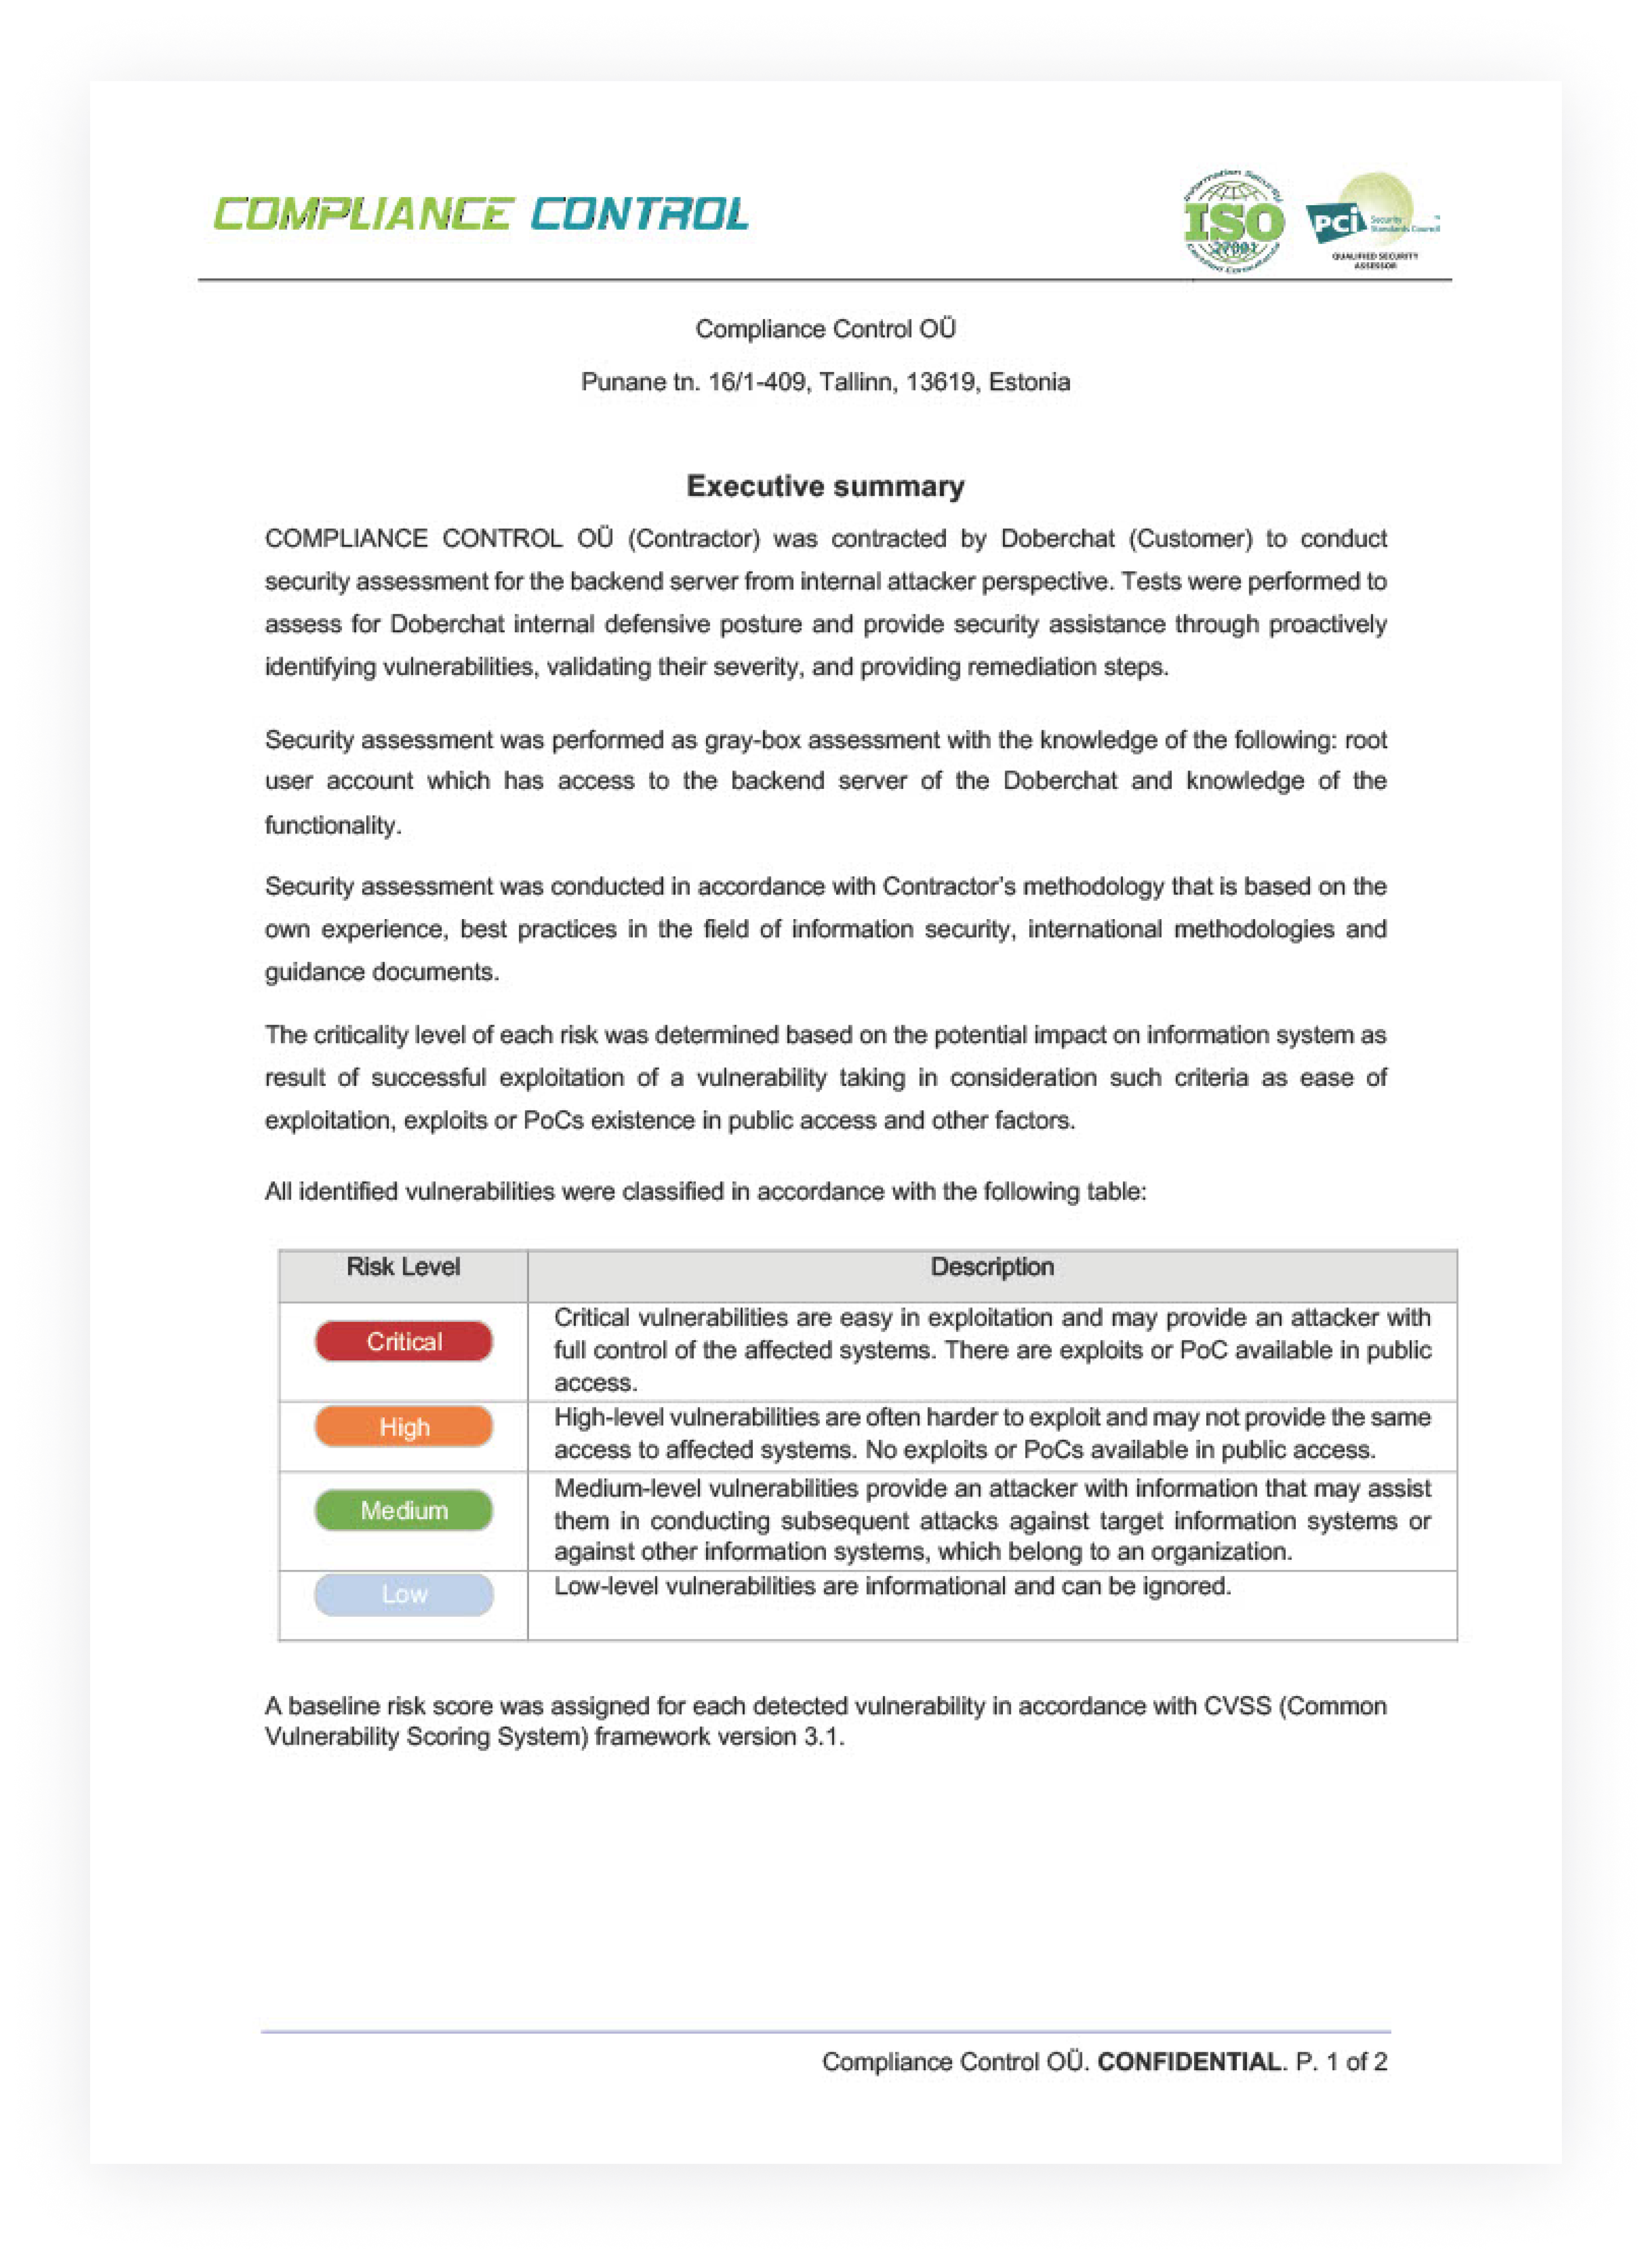 COMPLIANCE CONTROL
Information Security
ISO
27001
Certified Consultants
PCI
Security
Standards Council
™
QUALIFIED SECURITY
ASSESSOR
Compliance Control OÜ
Punane tn. 16/1-409, Tallinn, 13619, Estonia
Executive summary
COMPLIANCE CONTROL OÜ (Contractor) was contracted by Doberchat (Customer) to conduct
security assessment for the backend server from internal attacker perspective. Tests were performed to
assess for Doberchat internal defensive posture and provide security assistance through proactively
identifying vulnerabilities, validating their severity, and providing remediation steps.
Security assessment was performed as gray-box assessment with the knowledge of the following: root
user account which has access to the backend server of the Doberchat and knowledge of the
functionality.
Security assessment was conducted in accordance with Contractor's methodology that is based on the
own experience, best practices in the field of information security, international methodologies and
guidance documents.
The criticality level of each risk was determined based on the potential impact on information system as
result of successful exploitation of a vulnerability taking in consideration such criteria as ease of
exploitation, exploits or PoCs existence in public access and other factors.
All identified vulnerabilities were classified in accordance with the following table:
Risk Level
Description
Critical
Critical vulnerabilities are easy in exploitation and may provide an attacker with
full control of the affected systems. There are exploits or PoC available in public
access.
High
High-level vulnerabilities are often harder to exploit and may not provide the same
access to affected systems. No exploits or PoCs available in public access.
Medium
Medium-level vulnerabilities provide an attacker with information that may assist
them in conducting subsequent attacks against target information systems or
against other information systems, which belong to an organization.
Low
Low-level vulnerabilities are informational and can be ignored.
A baseline risk score was assigned for each detected vulnerability in accordance with CVSS (Common
Vulnerability Scoring System) framework version 3.1.
Compliance Control OÜ. CONFIDENTIAL. P. 1 of 2